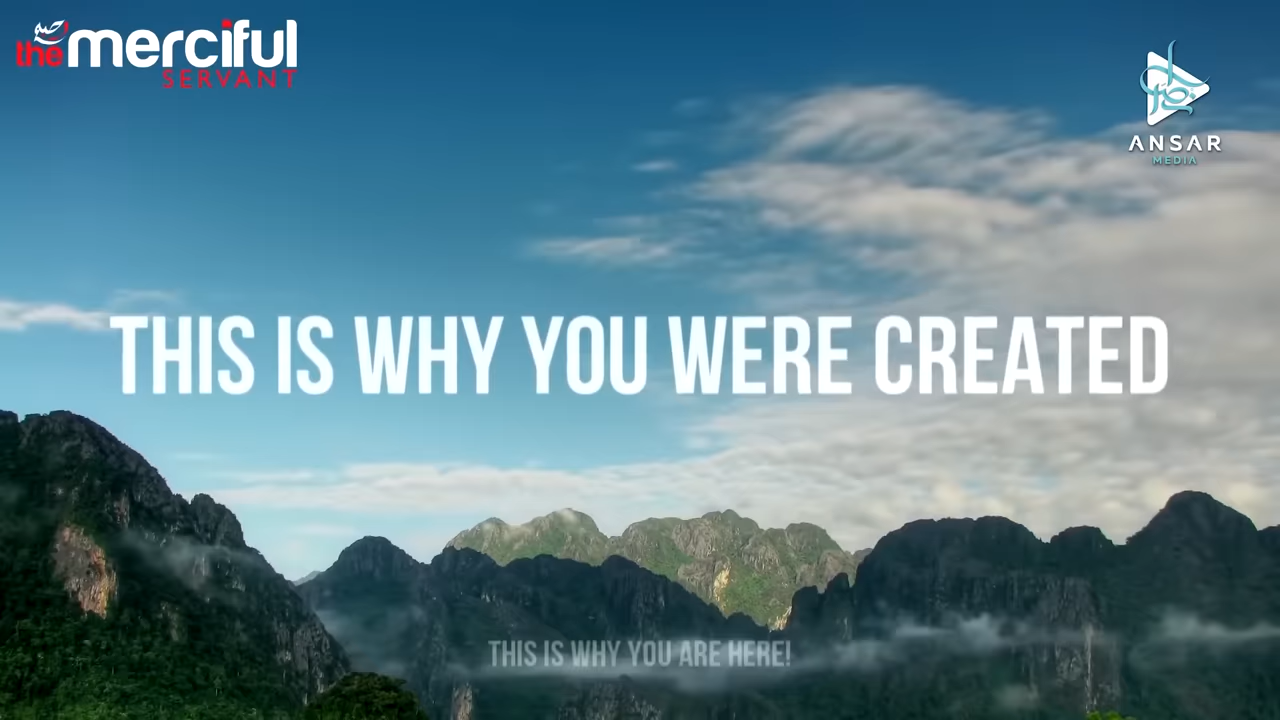 the merciful
SERVANT
ANSAR
MEDIA
THIS IS WHY YOU WERE CREATED
THIS IS WHY YOU ARE HERE!